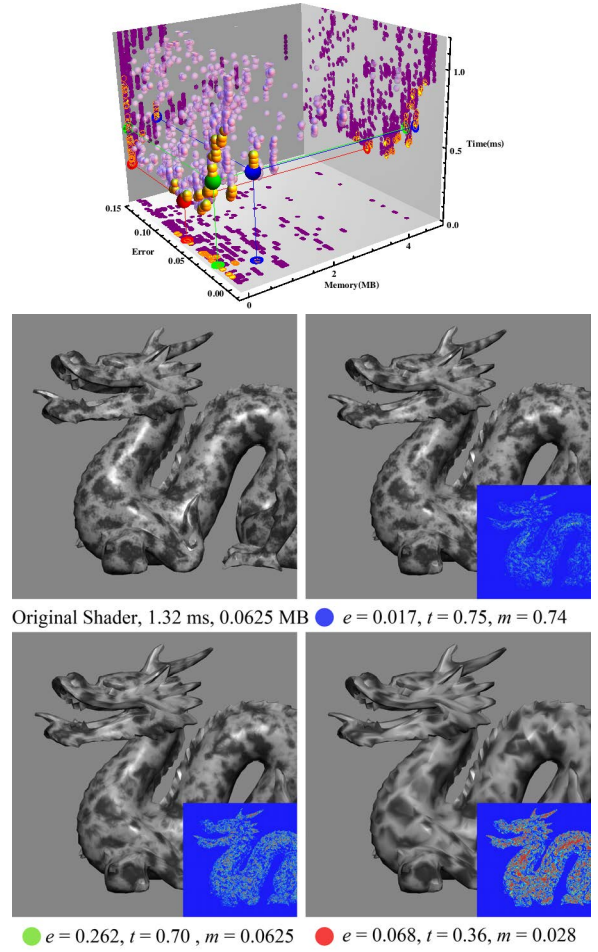 1.0
Time(ms)
0.5
0.0
0.15
0.10
Error
0.05
0.00
0
2
4
Memory(MB)
Original Shader, 1.32 ms, 0.0625 MB
e = 0.017, t = 0.75, m = 0.74
e = 0.262, t = 0.70 , m = 0.0625
e = 0.068, t = 0.36, m = 0.028